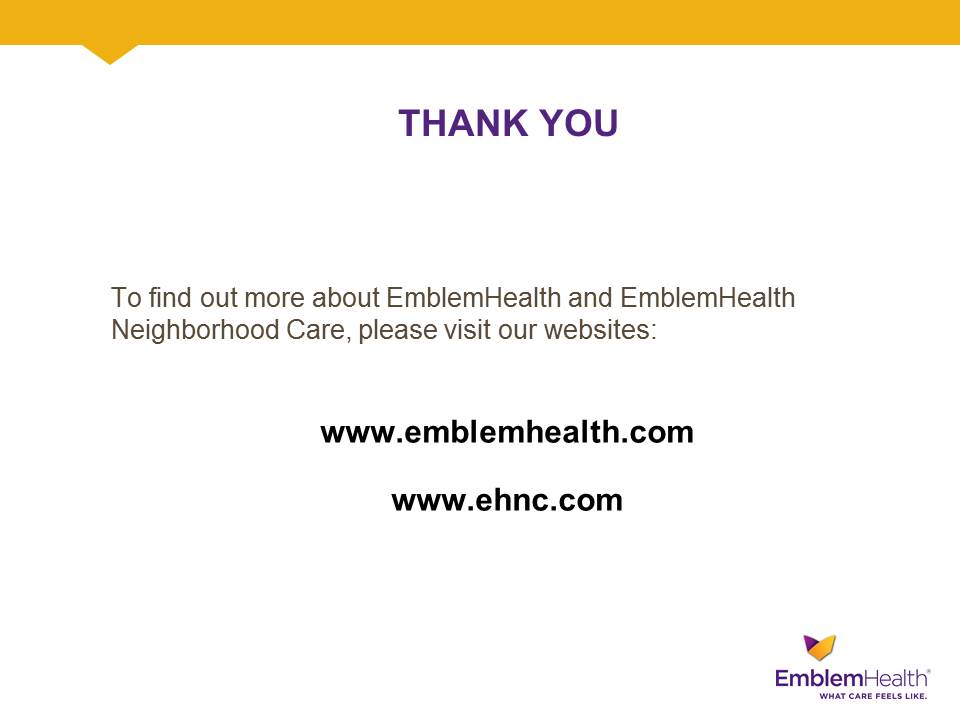 THANK YOU
To find out more about EmblemHealth and EmblemHealth
Neighborhood Care, please visit our websites:
www.emblemhealth.com
www.ehnc.com
EmblemHealth®
WHAT CARE FEELS LIKE.